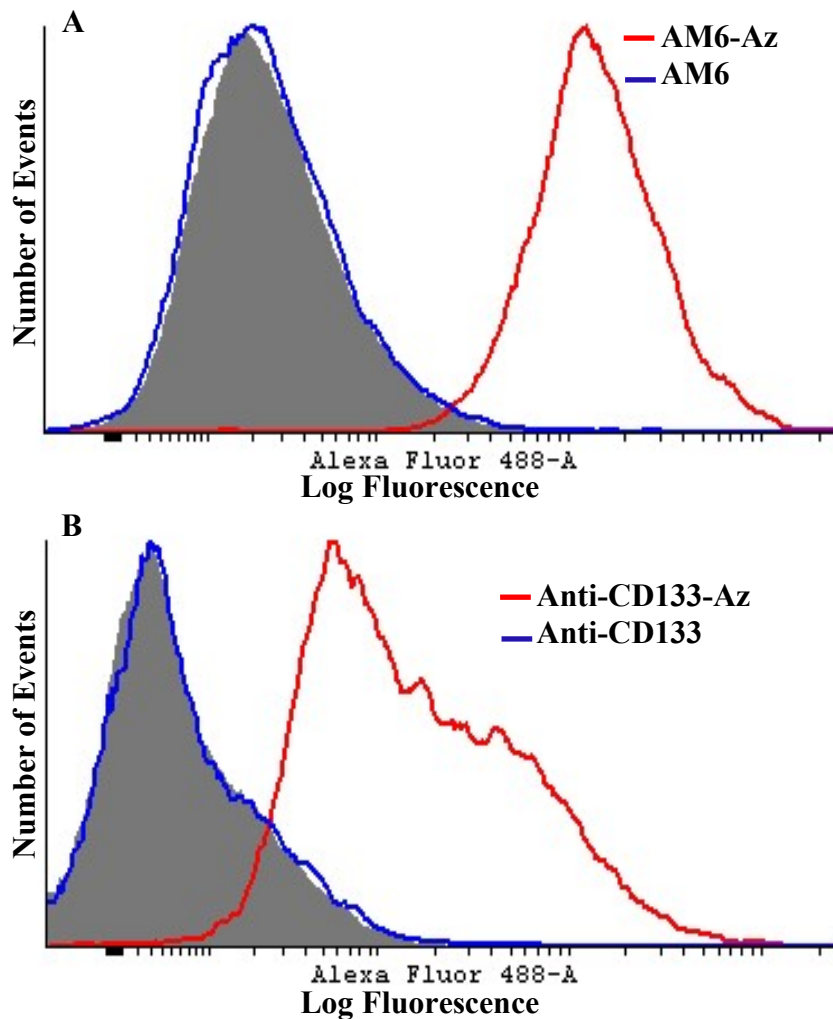 A
AM6-Az
AM6
Number of Events
Alexa Fluor 488-A
Log Fluorescence
B
Anti-CD133-Az
Anti-CD133
Number of Events
Alexa Fluor 488-A
Log Fluorescence